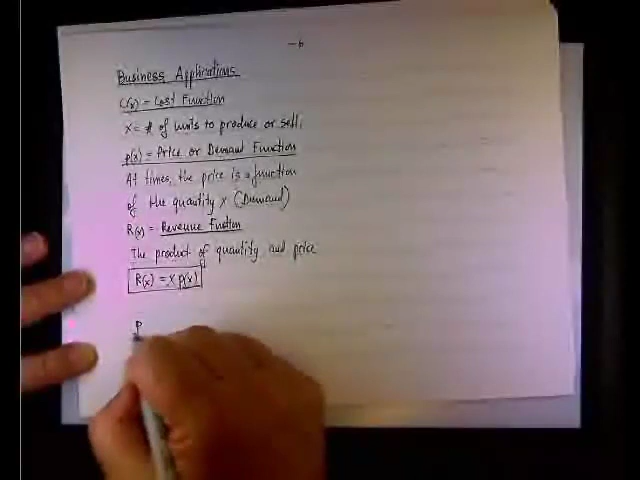 -6
Business Applications
C(x) = Cost Function
x = # of units to produce or sell.
p(x) = Price or Demand Function
At times, the price is a function
of the quantity x (Demand)
R(x) = Revenue Function
The product of quantity and price
R(x) = x p(x)
P